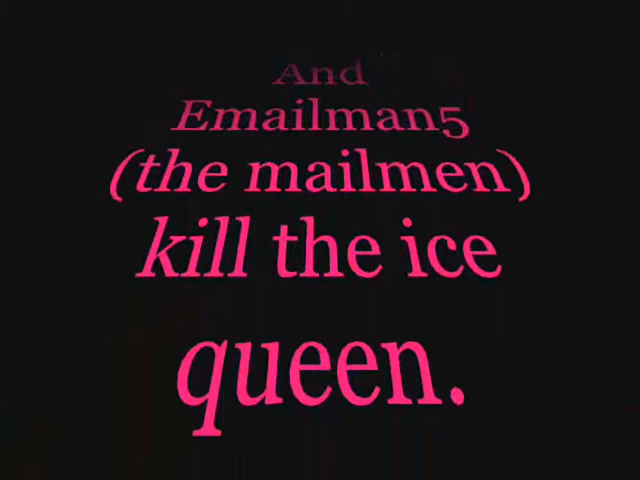 And
Emailman5
(the mailmen)
kill the ice
queen.